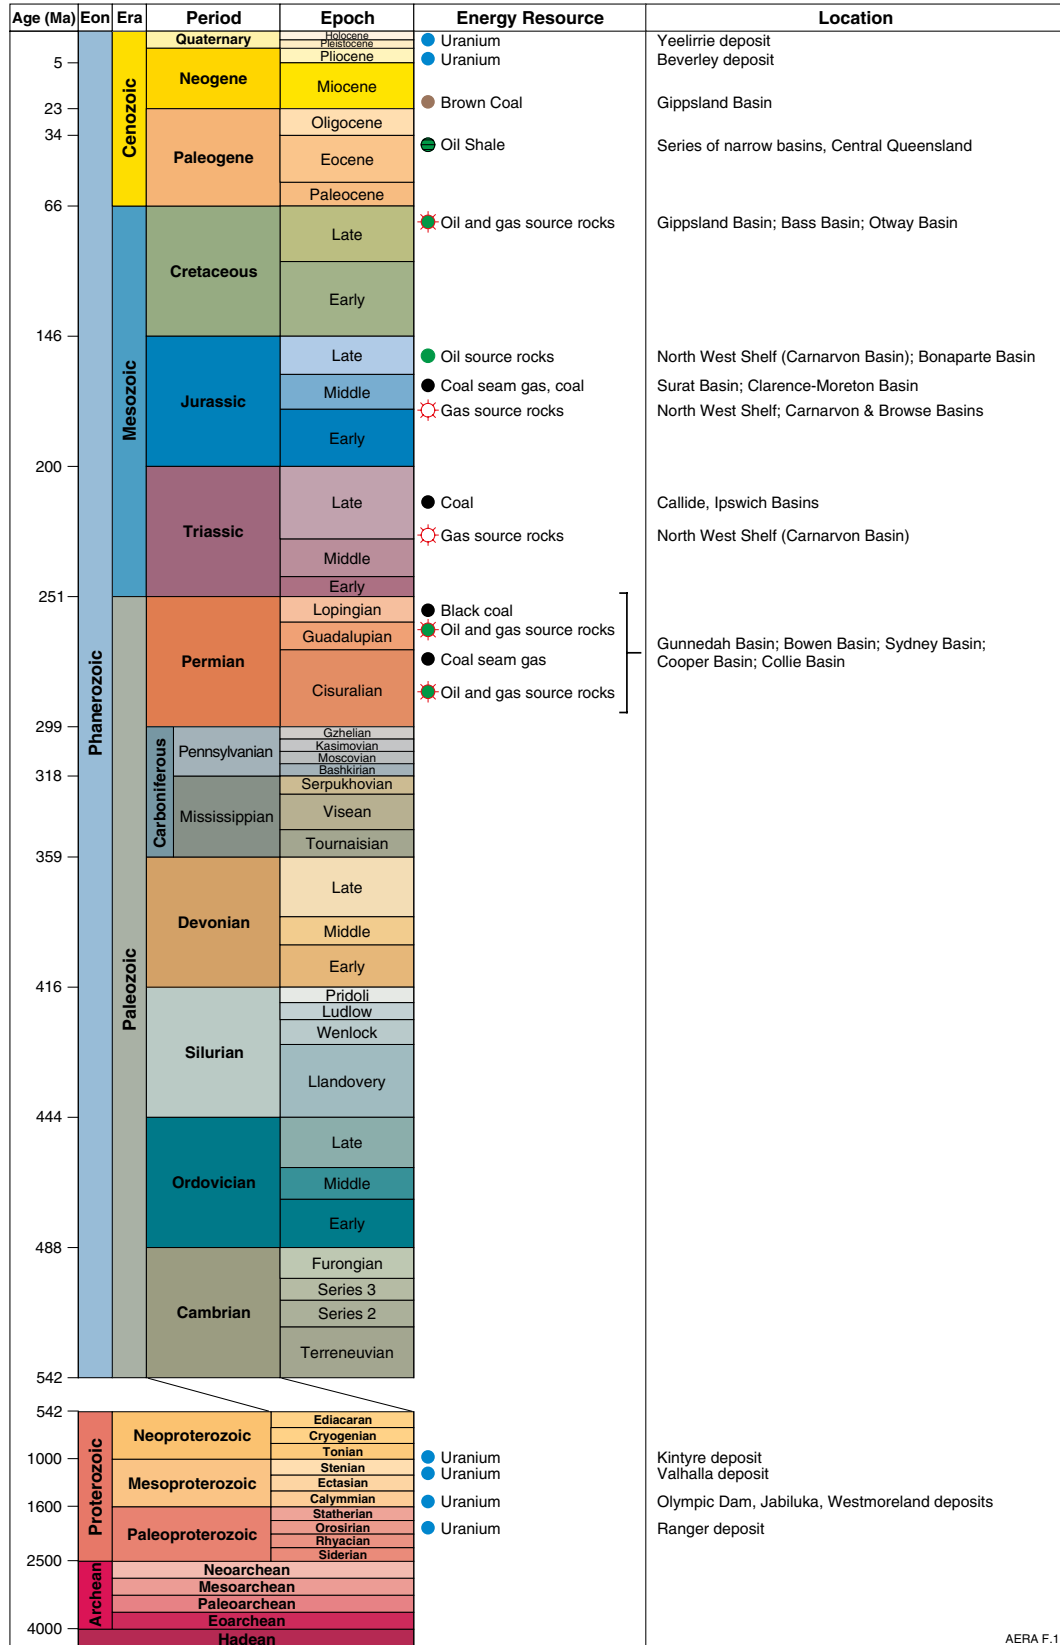 Age (Ma) Eon Era Period Epoch Energy Resource Location
Quaternary Holocene
Pleistocene Uranium Yeelirrie deposit
Pliocene Uranium Beverley deposit
5
Neogene
Miocene
Brown Coal Gippsland Basin
23
Cenozoic
Oligocene
34
Oil Shale Series of narrow basins, Central Queensland
Paleogene Eocene
Paleocene
66
Oil and gas source rocks Gippsland Basin; Bass Basin; Otway Basin
Late
Cretaceous
Early
146
Late Oil source rocks North West Shelf (Carnarvon Basin); Bonaparte Basin
Mesozoic
Jurassic Middle Coal seam gas, coal Surat Basin; Clarence-Moreton Basin
Gas source rocks North West Shelf; Carnarvon & Browse Basins
Early
200
Late Coal Callide, Ipswich Basins
Triassic Gas source rocks North West Shelf (Carnarvon Basin)
Middle
Early
251
Lopingian Black coal
Guadalupian Oil and gas source rocks
Gunnedah Basin; Bowen Basin; Sydney Basin;
Permian Coal seam gas Cooper Basin; Collie Basin
Cisuralian Oil and gas source rocks
Phanerozoic
299
Gzhelian
Carboniferous Pennsylvanian Kasimovian
Moscovian
Bashkirian
318
Serpukhovian
Mississippian Visean
Tournaisian
359
Late
Devonian
Middle
Early
Paleozoic
416
Pridoli
Ludlow
Wenlock
Silurian
Llandovery
444
Late
Ordovician Middle
Early
488
Furongian
Series 3
Cambrian Series 2
Terreneuvian
542
542
Ediacaran
Neoproterozoic Cryogenian
Tonian
1000 Uranium Kintyre deposit
Stenian Uranium Valhalla deposit
Proterozoic Mesoproterozoic Ectasian
Calymmian Uranium Olympic Dam, Jabiluka, Westmoreland deposits
1600
Statherian
Paleoproterozoic Orosirian Uranium Ranger deposit
Rhyacian
Siderian
2500
Archean Neoarchean
Mesoarchean
Paleoarchean
Eoarchean
4000
Hadean
AERA F.1